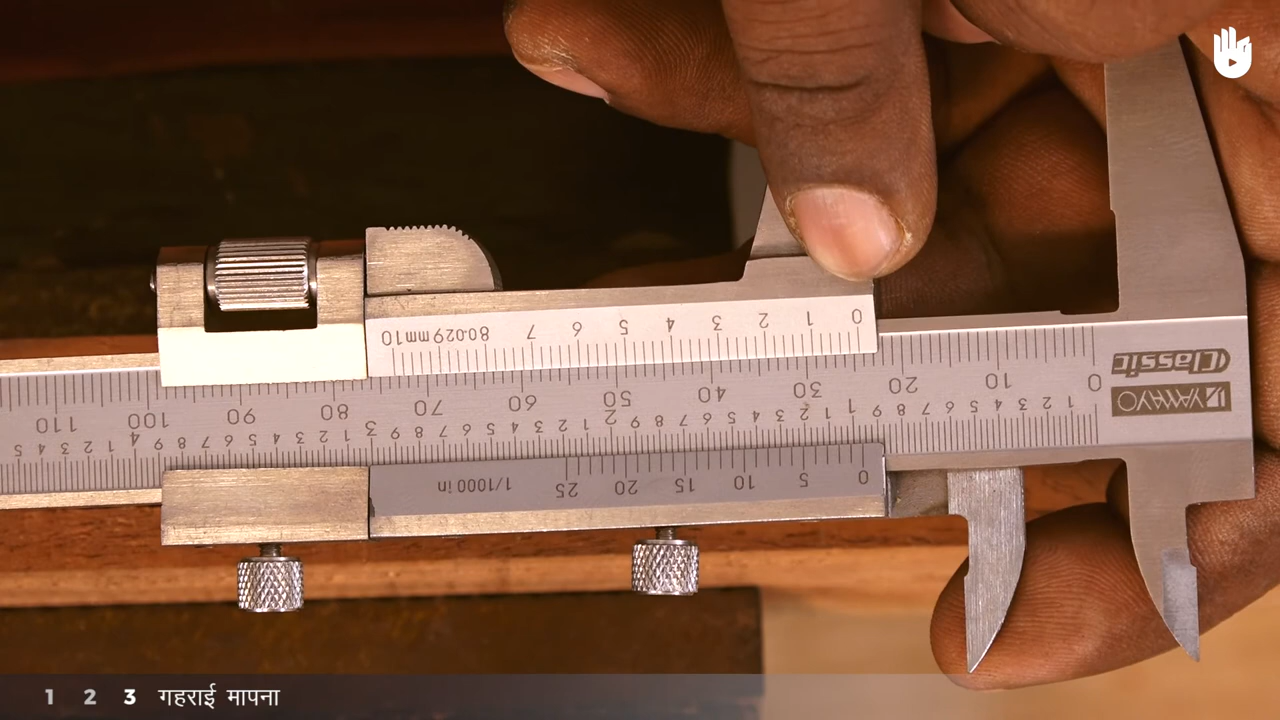 0 1 2 3 4 5 6 7 80.029mm10
0 10 20 30 40 50 60 70 80 90 100 110
1 2 3 4 5 6 7 8 9 1 1 2 3 4 5 6 7 8 9 2 1 2 3 4 5 6 7 8 9 3 1 2 3 4 5 6 7 8 9 4 1 2 3 4 5
0 5 10 15 20 25 1/1000 in
YAMAYO
Classic
1 2 3 गहराई मापना